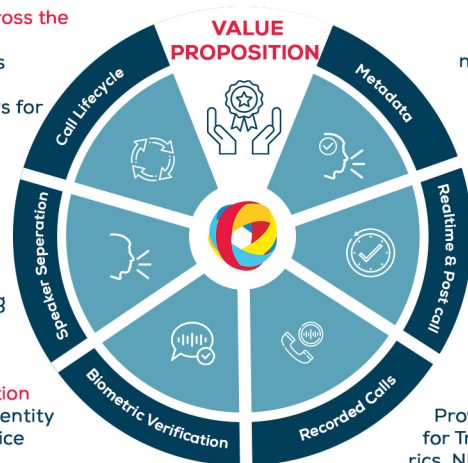 ross the
s
s for
g
tion
entity
ice
VALUE
PROPOSITION
Metadata
Realtime & Post call
Recorded Calls
Biometric Verification
Speaker Seperation
Call Lifecycle
n
Pro
for Tr
rics, N